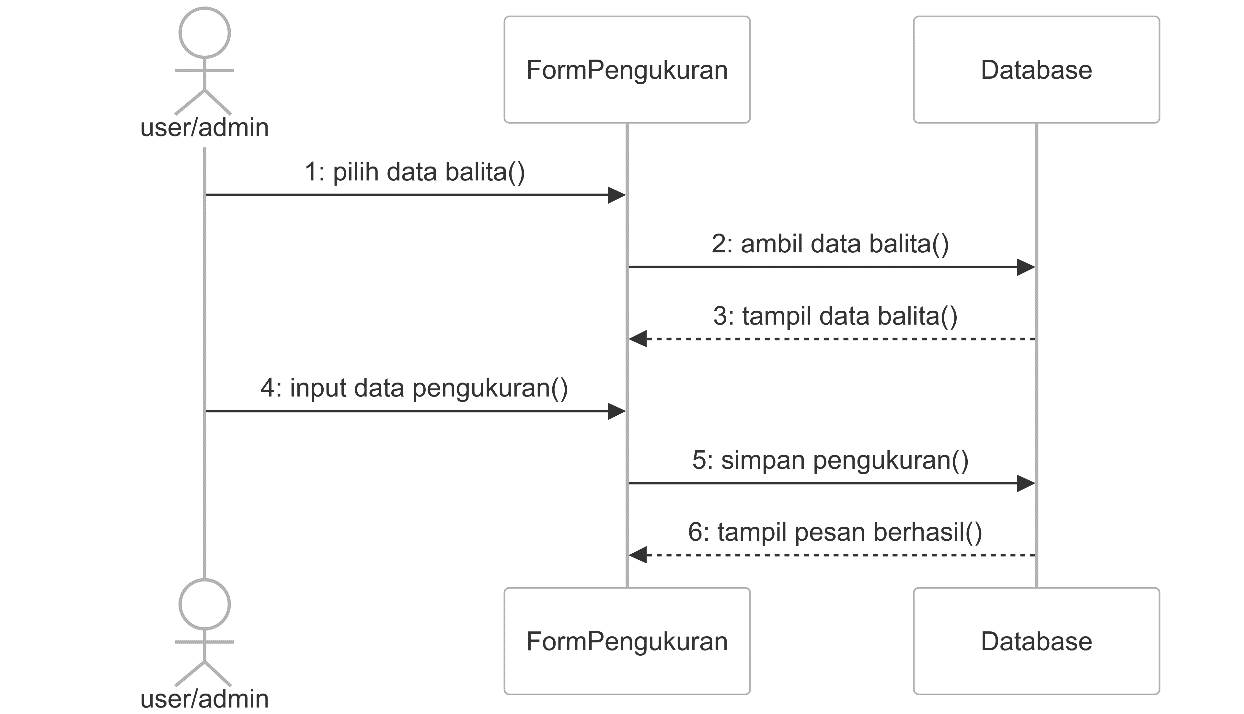 user/admin
FormPengukuran
Database
1: pilih data balita()
2: ambil data balita()
3: tampil data balita()
4: input data pengukuran()
5: simpan pengukuran()
6: tampil pesan berhasil()
user/admin
FormPengukuran
Database